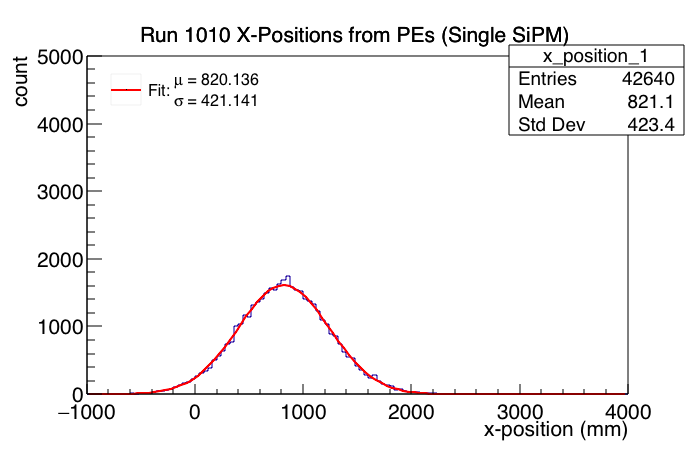 Run 1010 X-Positions from PEs (Single SiPM)
x_position_1
Entries 42640
Mean 821.1
Std Dev 423.4
Fit: μ = 820.136
σ = 421.141
count
5000
4000
3000
2000
1000
0
−1000 0 1000 2000 3000 4000
x-position (mm)